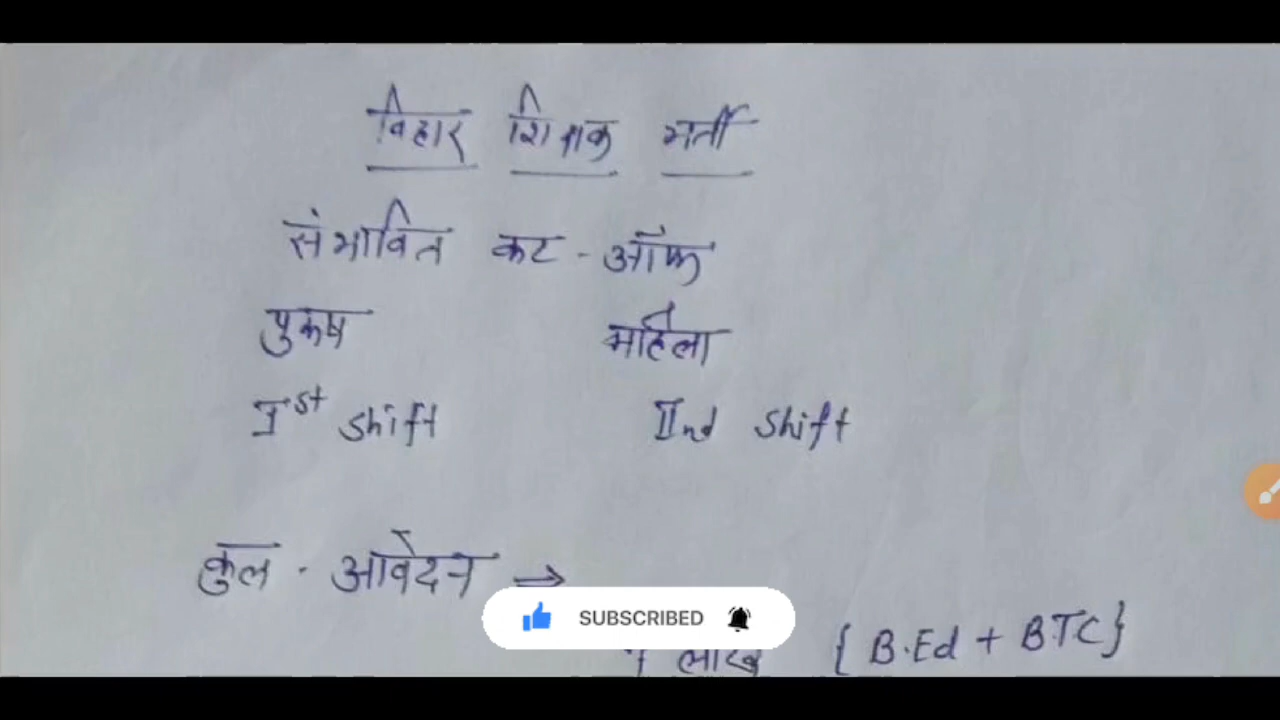 बिहार शिक्षक भर्ती
संभावित कट-ऑफ
पुरुष महिला
Ist shift IInd shift
कुल - आवेदन ⇒
SUBSCRIBED
लाख { B.Ed + BTC}